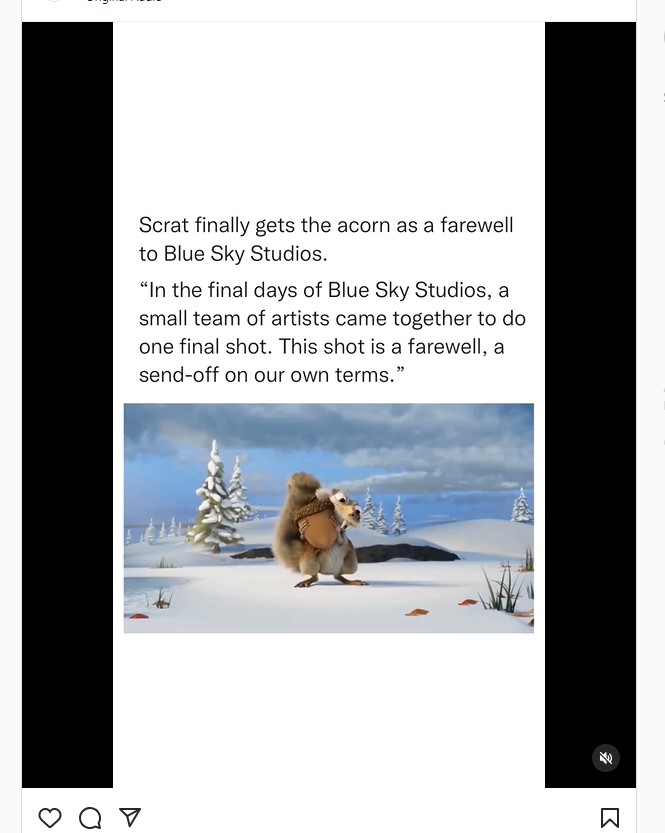 Scrat finally gets the acorn as a farewell
to Blue Sky Studios.
“In the final days of Blue Sky Studios, a
small team of artists came together to do
one final shot. This shot is a farewell, a
send-off on our own terms.”